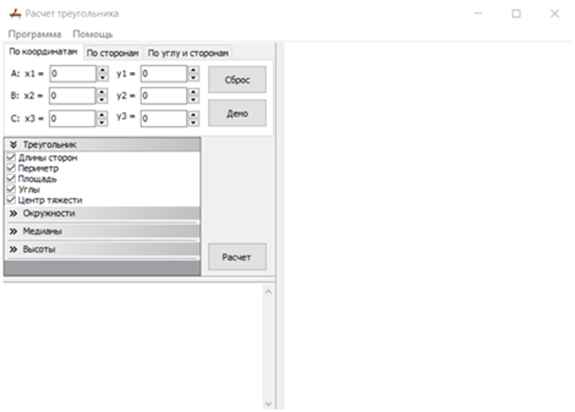 Расчет треугольника
Программа Помощь
По координатам По сторонам По углу и сторонам
A: x1 = 0 y1 = 0 Сброс
B: x2 = 0 y2 = 0
C: x3 = 0 y3 = 0 Демо
Треугольник
Длины сторон
Периметр
Площадь
Углы
Центр тяжести
Окружности
Медианы
Высоты
Расчет